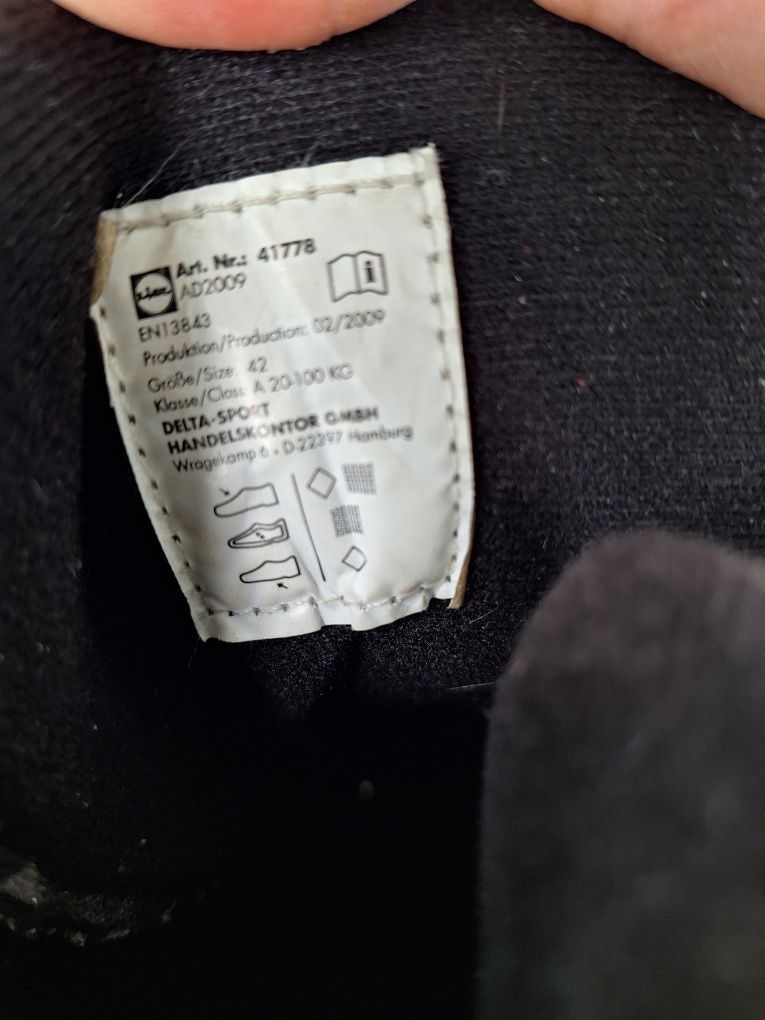 Art. Nr.: 41778
LIDL AD2009
EN13843
Produktion/Production: 02/2009
Größe/Size: 42
Klasse/Class: A 20-100 KG
DELTA-SPORT
HANDELSKONTOR GMBH
Wragekamp 6 • D-22397 Hamburg
i